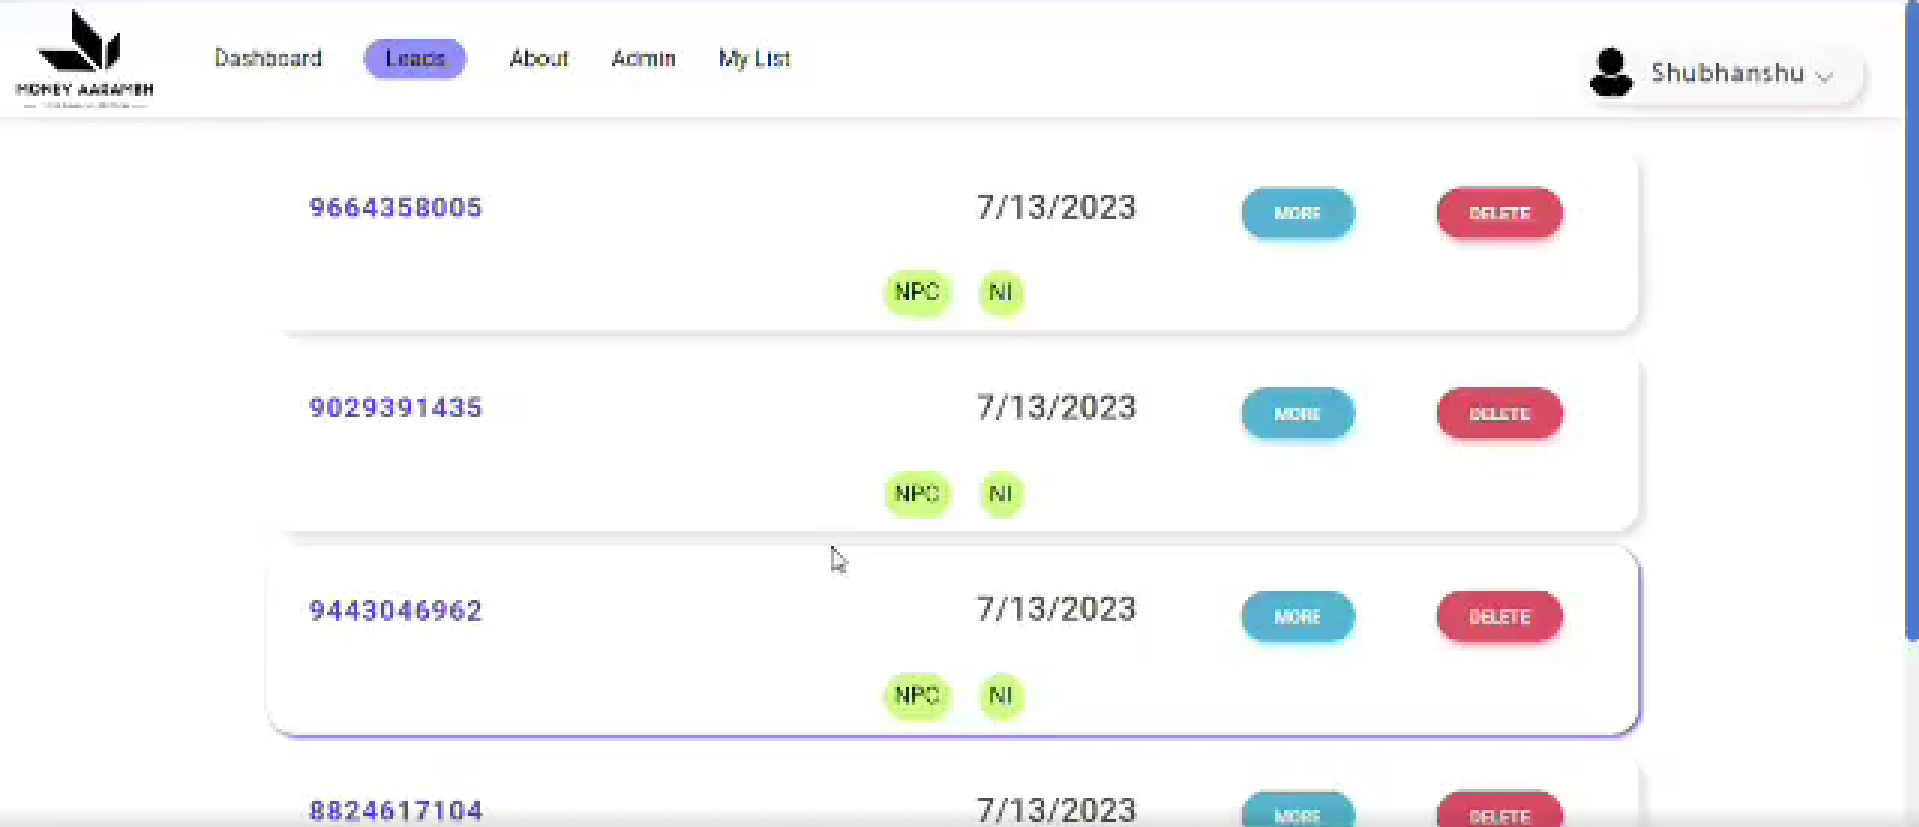 MONEY AARAMBH
Dashboard Leads About Admin My List
Shubhanshu
9664358005 7/13/2023 MORE DELETE
NPC NI
9029391435 7/13/2023 MORE DELETE
NPC NI
9443046962 7/13/2023 MORE DELETE
NPC NI
8824617104 7/13/2023 MORE DELETE